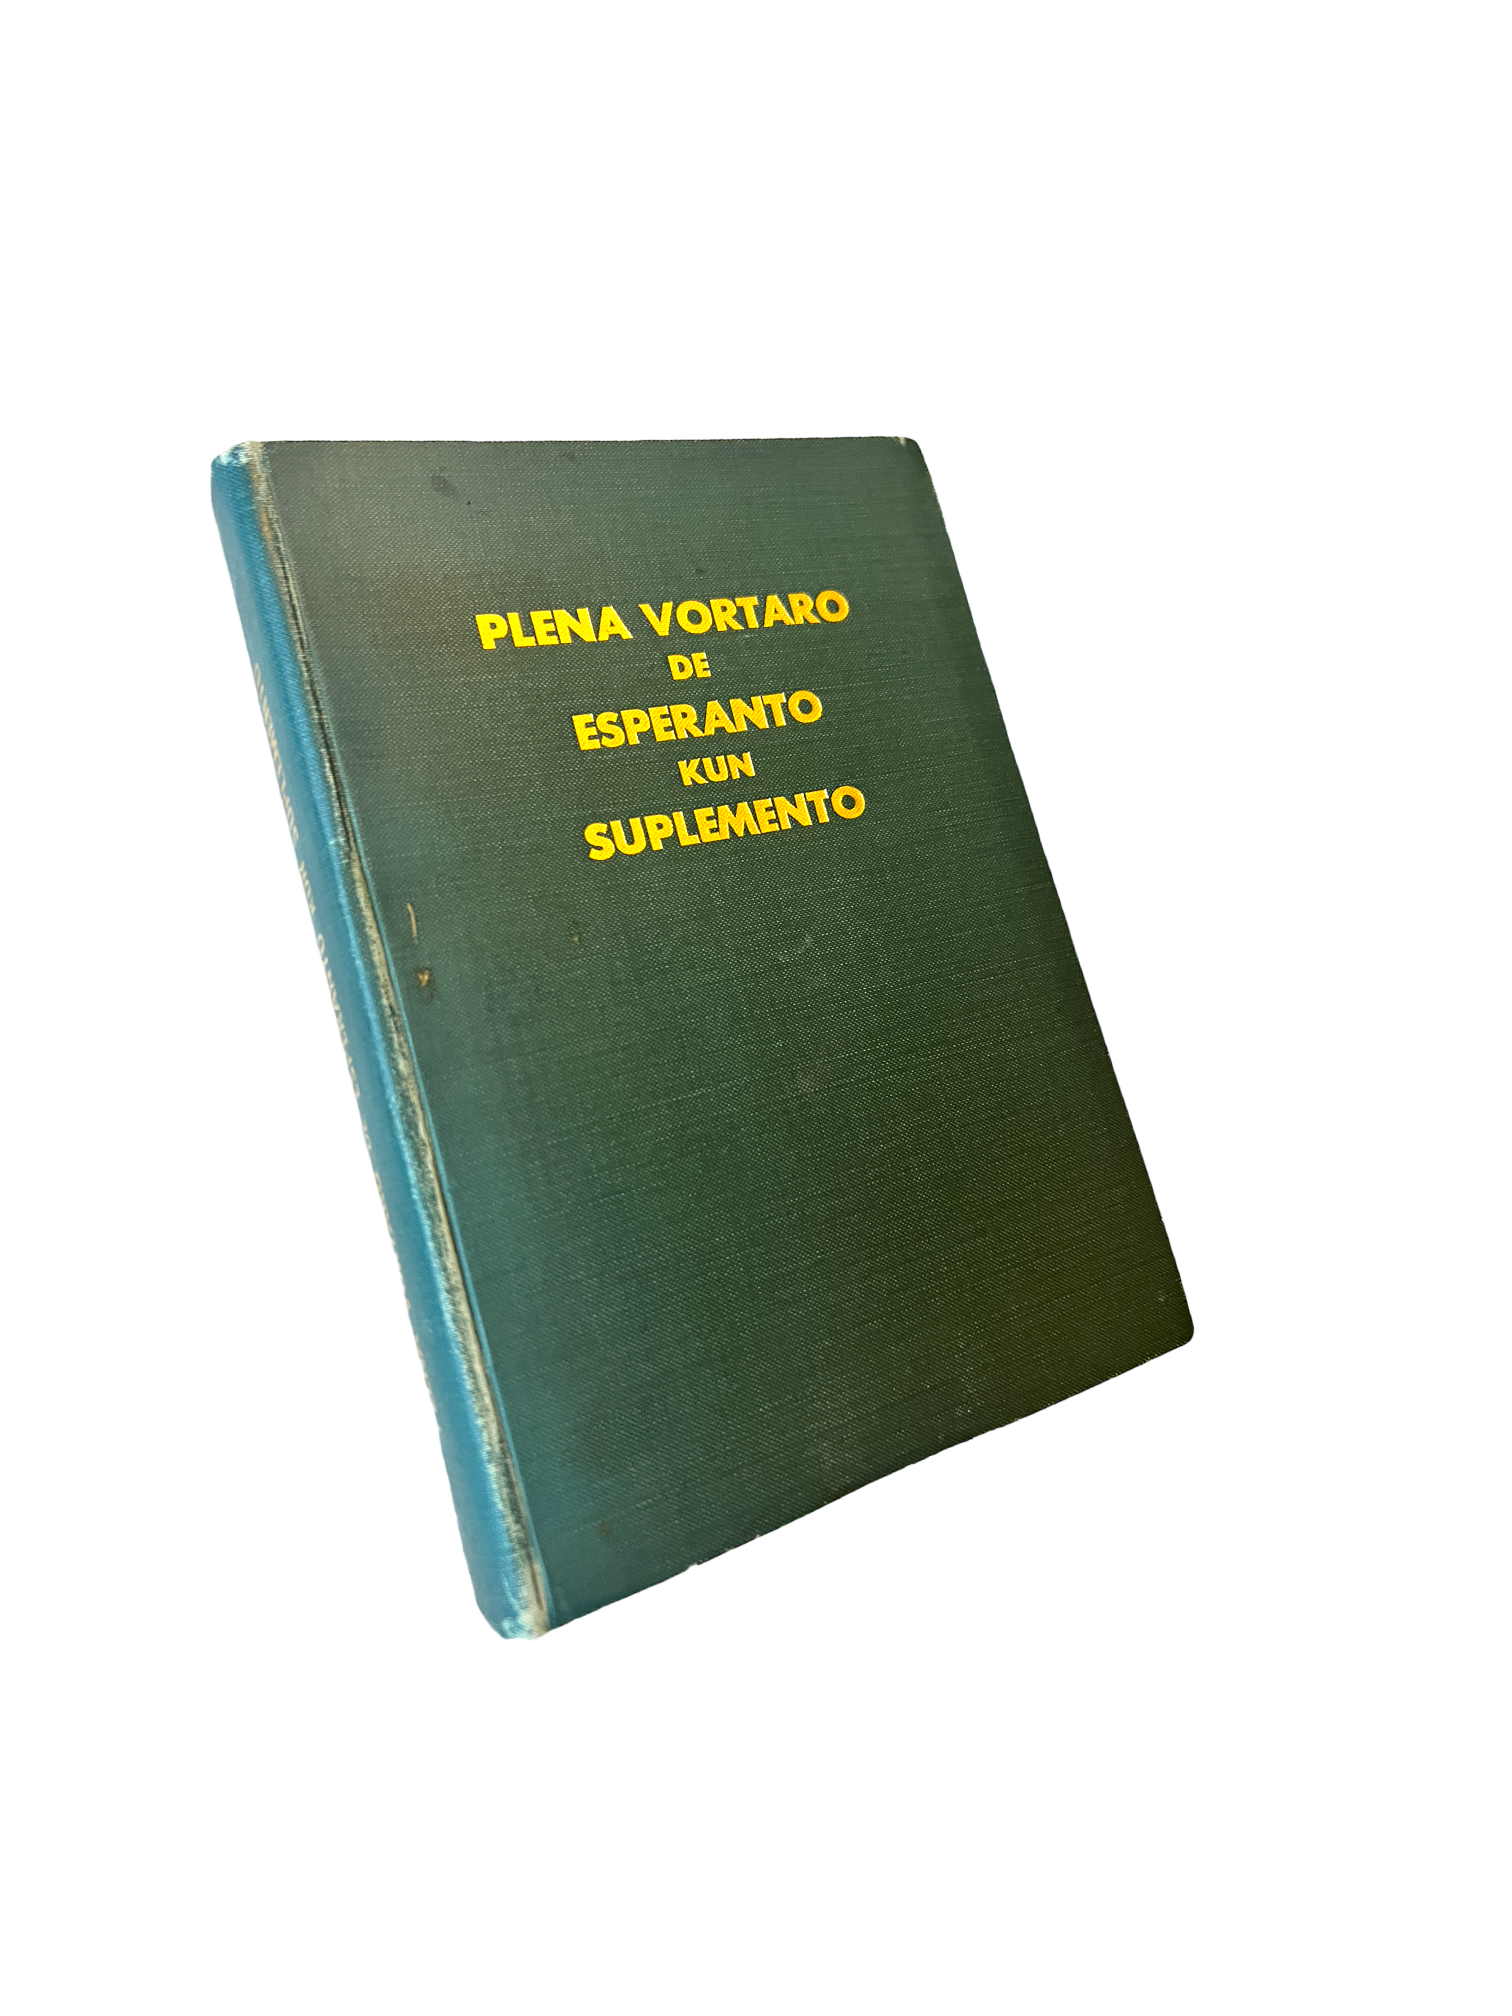 PLENA VORTARO
DE
ESPERANTO
KUN
SUPLEMENTO